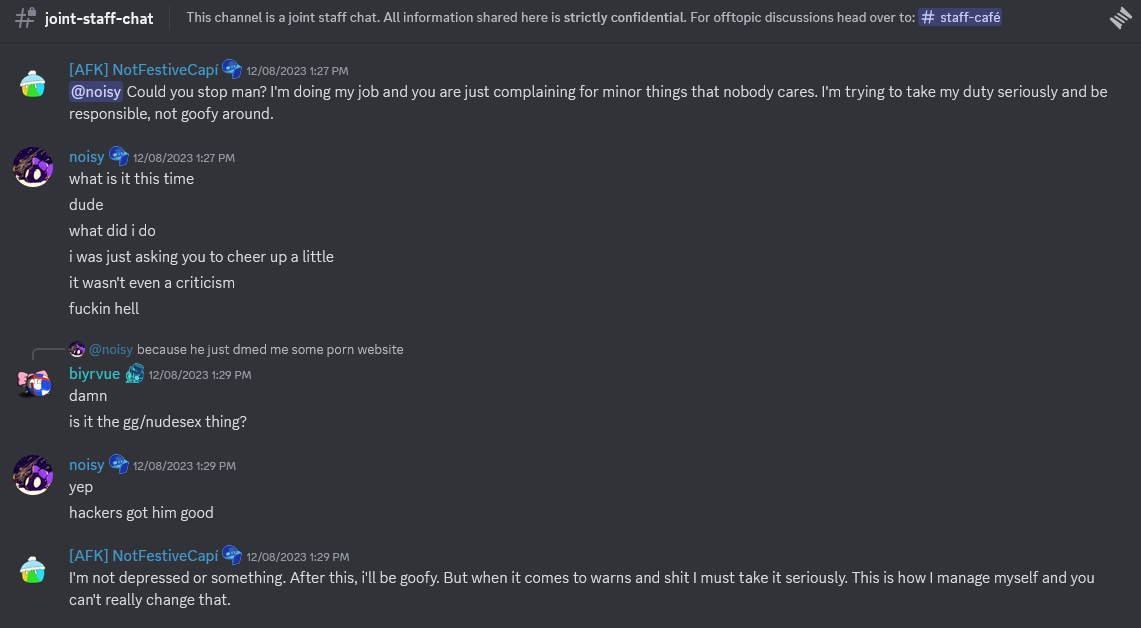 joint-staff-chat
This channel is a joint staff chat. All information shared here is strictly confidential. For offtopic discussions head over to: # staff-café
[AFK] NotFestiveCapí 12/08/2023 1:27 PM
@noisy Could you stop man? I'm doing my job and you are just complaining for minor things that nobody cares. I'm trying to take my duty seriously and be
responsible, not goofy around.
noisy 12/08/2023 1:27 PM
what is it this time
dude
what did i do
i was just asking you to cheer up a little
it wasn't even a criticism
fuckin hell
@noisy because he just dmed me some porn website
biyrvue 12/08/2023 1:29 PM
damn
is it the gg/nudesex thing?
noisy 12/08/2023 1:29 PM
yep
hackers got him good
[AFK] NotFestiveCapí 12/08/2023 1:29 PM
I'm not depressed or something. After this, i'll be goofy. But when it comes to warns and shit I must take it seriously. This is how I manage myself and you
can't really change that.